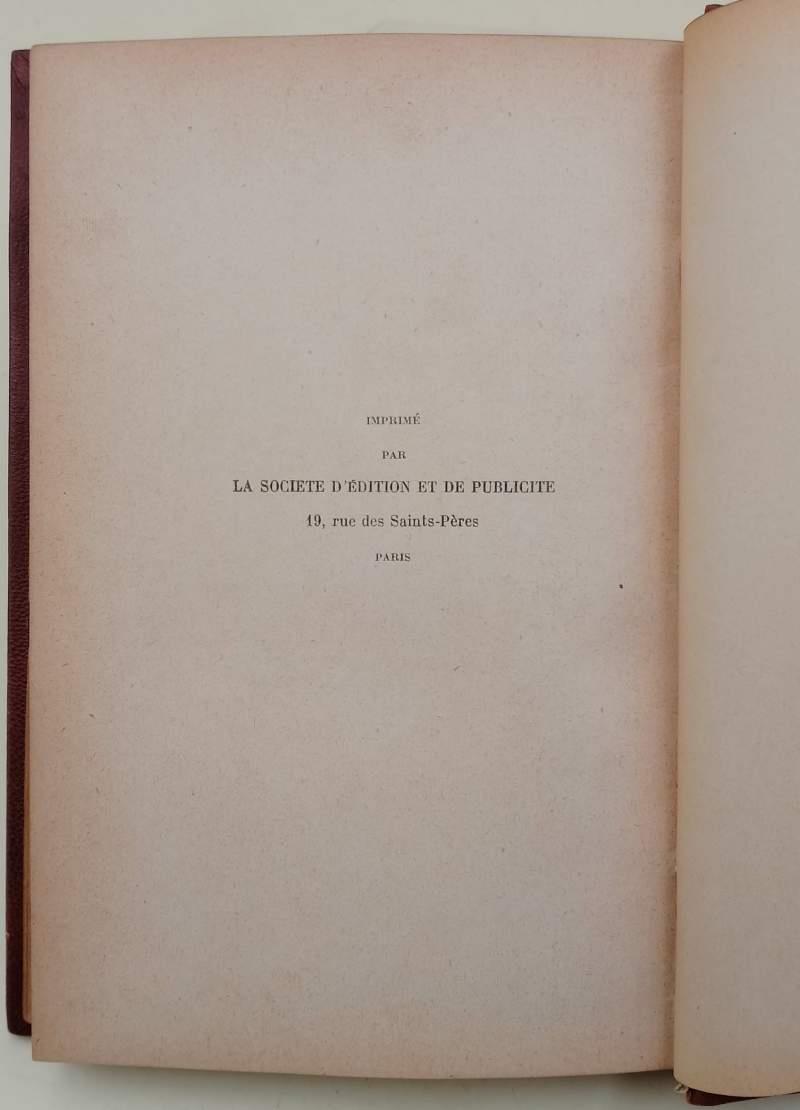 IMPRIMÉ
PAR
LA SOCIETE D'ÉDITION ET DE PUBLICITE
19, rue des Saints-Pères
PARIS